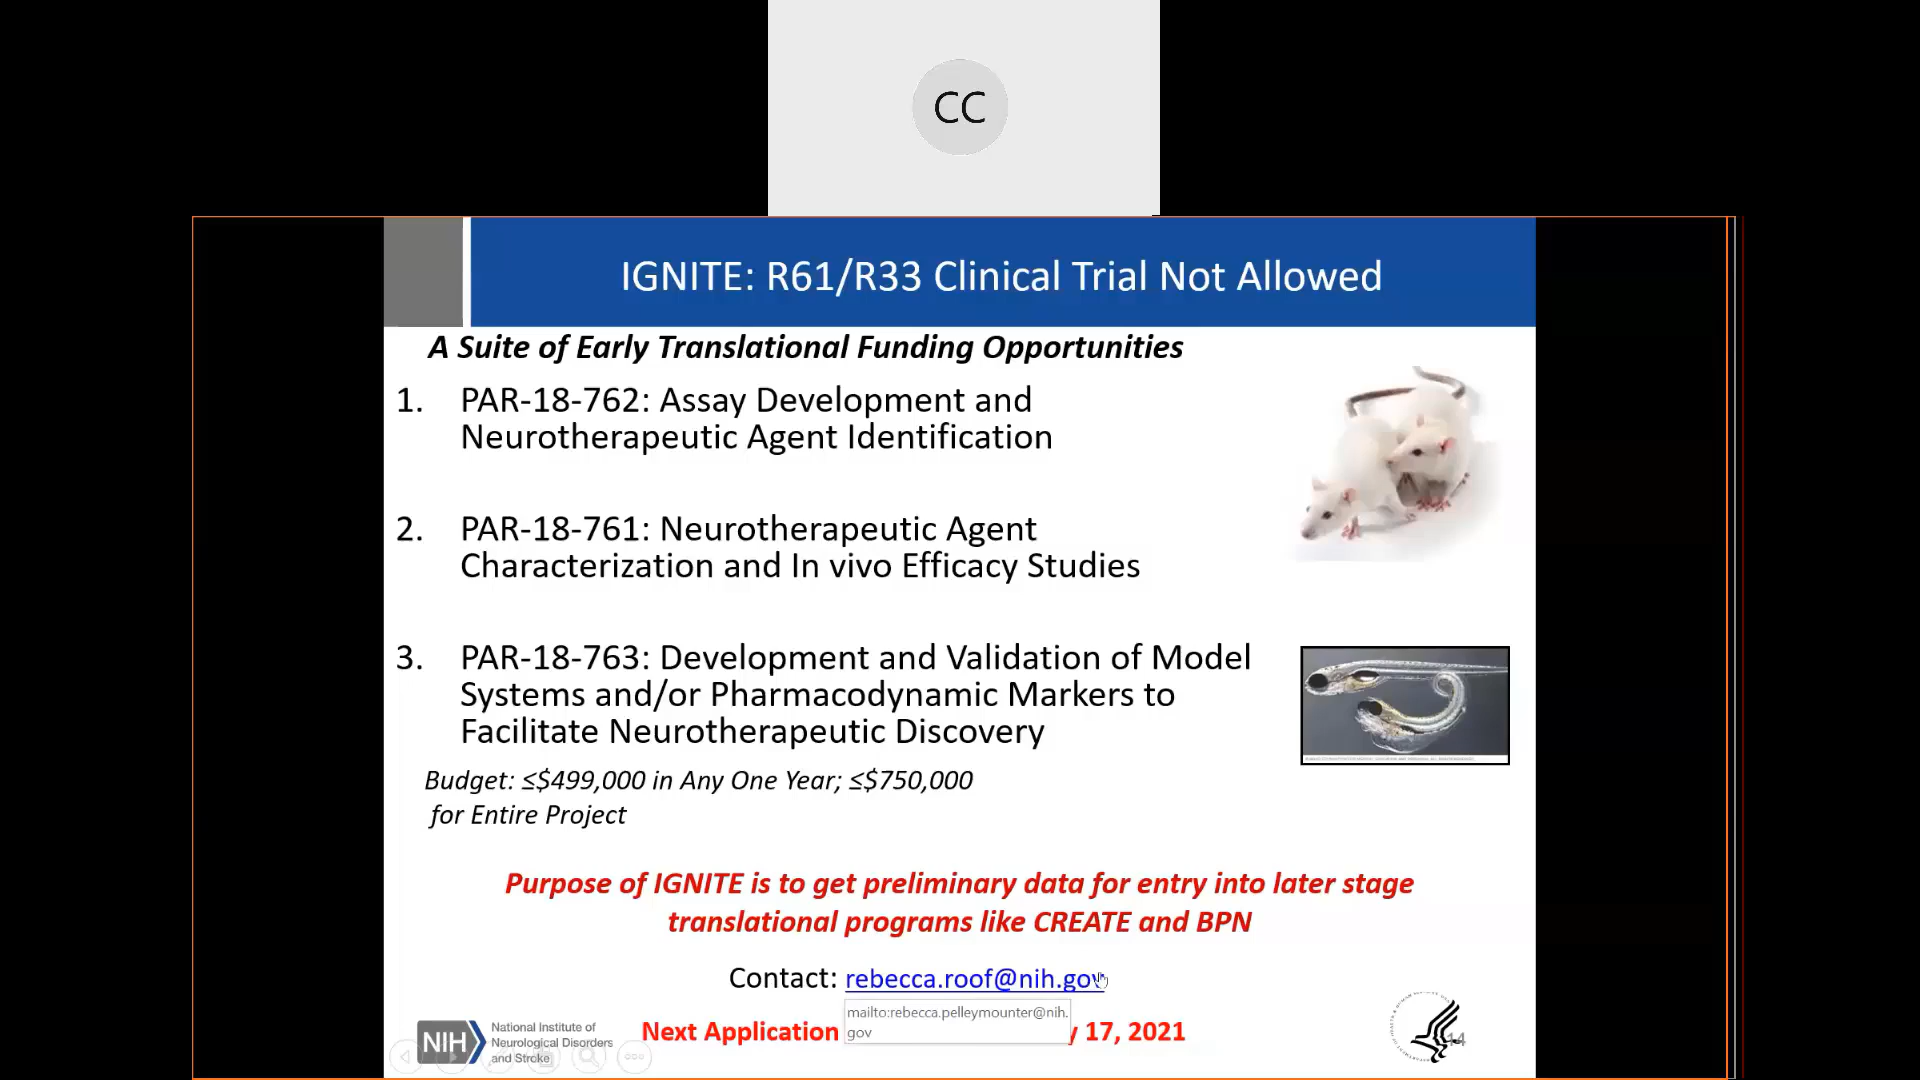 CC
IGNITE: R61/R33 Clinical Trial Not Allowed
A Suite of Early Translational Funding Opportunities
1. PAR-18-762: Assay Development and
Neurotherapeutic Agent Identification
2. PAR-18-761: Neurotherapeutic Agent
Characterization and In vivo Efficacy Studies
3. PAR-18-763: Development and Validation of Model
Systems and/or Pharmacodynamic Markers to
Facilitate Neurotherapeutic Discovery
Budget: ≤$499,000 in Any One Year; ≤$750,000
for Entire Project
Purpose of IGNITE is to get preliminary data for entry into later stage
translational programs like CREATE and BPN
Contact: rebecca.roof@nih.gov
mailto:rebecca.pelleymounter@nih.
gov
Next Application y 17, 2021
NIH
National Institute of
Neurological Disorders
and Stroke
14